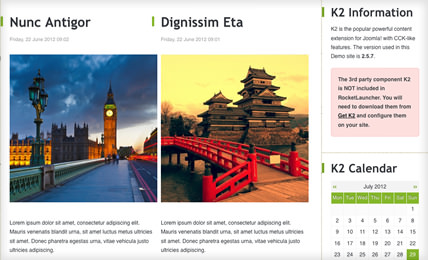 Nunc Antigor
Friday, 22 June 2012 09:02
Lorem ipsum dolor sit amet, consectetur adipiscing elit.
Mauris venenatis blandit urna, sit amet luctus metus ultricies
sit amet. Donec pharetra egestas urna, vitae vehicula justo
ultricies adipiscing.
Dignissim Eta
Friday, 22 June 2012 09:01
Lorem ipsum dolor sit amet, consectetur adipiscing elit.
Mauris venenatis blandit urna, sit amet luctus metus ultricies
sit amet. Donec pharetra egestas urna, vitae vehicula justo
ultricies adipiscing.
K2 Information
K2 is the popular powerful content
extension for Joomla! with CCK-like
features. The version used in this
Demo site is 2.5.7.
The 3rd party component K2
is NOT included in
RocketLauncher. You will
need to download them from
Get K2 and configure them
on your site.
K2 Calendar
« July 2012 »
Mon Tue Wed Thu Fri Sat Sun
1
2 3 4 5 6 7 8
9 10 11 12 13 14 15
16 17 18 19 20 21 22
23 24 25 26 27 28 29